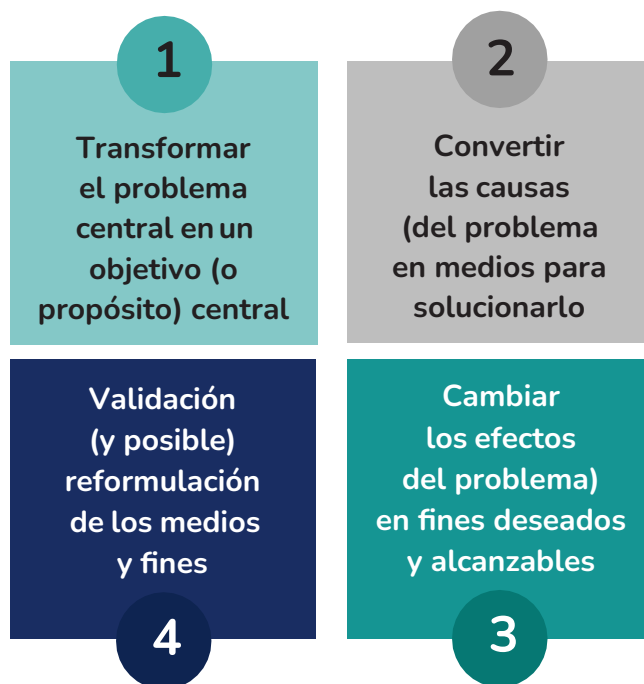 1
Transformar
el problema
central en un
objetivo (o
propósito) central
2
Convertir
las causas
(del problema
en medios para
solucionarlo
Cambiar
los efectos
del problema)
en fines deseados
y alcanzables
3
Validación
(y posible)
reformulación
de los medios
y fines
4